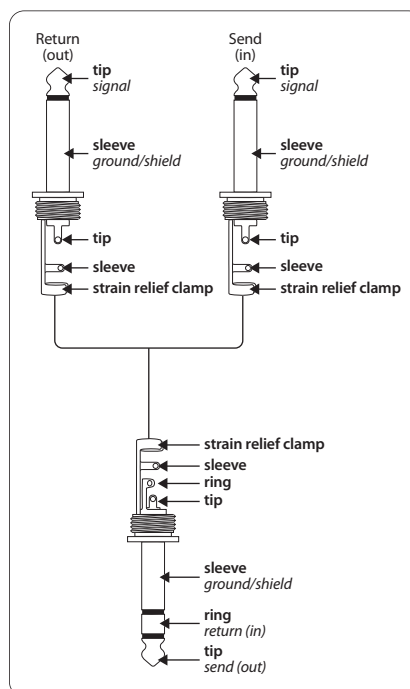 Return
(out)
Send
(in)
tip
signal
tip
signal
sleeve
ground/shield
sleeve
ground/shield
tip
tip
sleeve
sleeve
strain relief clamp
strain relief clamp
strain relief clamp
sleeve
ring
tip
sleeve
ground/shield
ring
return (in)
tip
send (out)